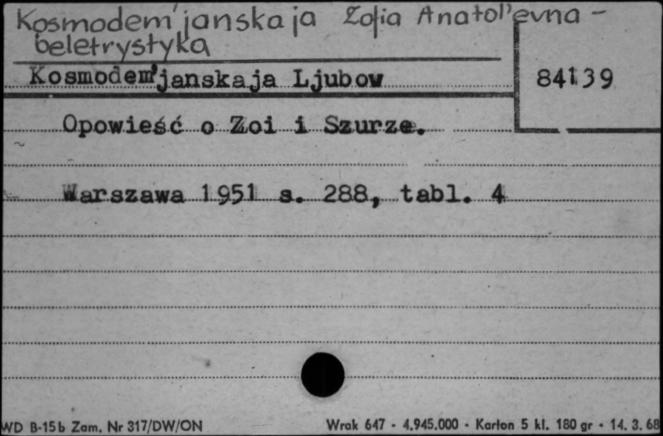 Kosmodem'janskaja Zofia Anatol'evna -
beletrystyka
Kosmodem'janskaja Ljubow 84139
Opowieść o Zoi i Szurze.
Warszawa 1951 s. 288, tabl. 4
WD B-15b Zam. Nr 317/DW/ON Wrak 647 - 4.945.000 - Karton 5 kl. 180 gr - 14. 3. 68